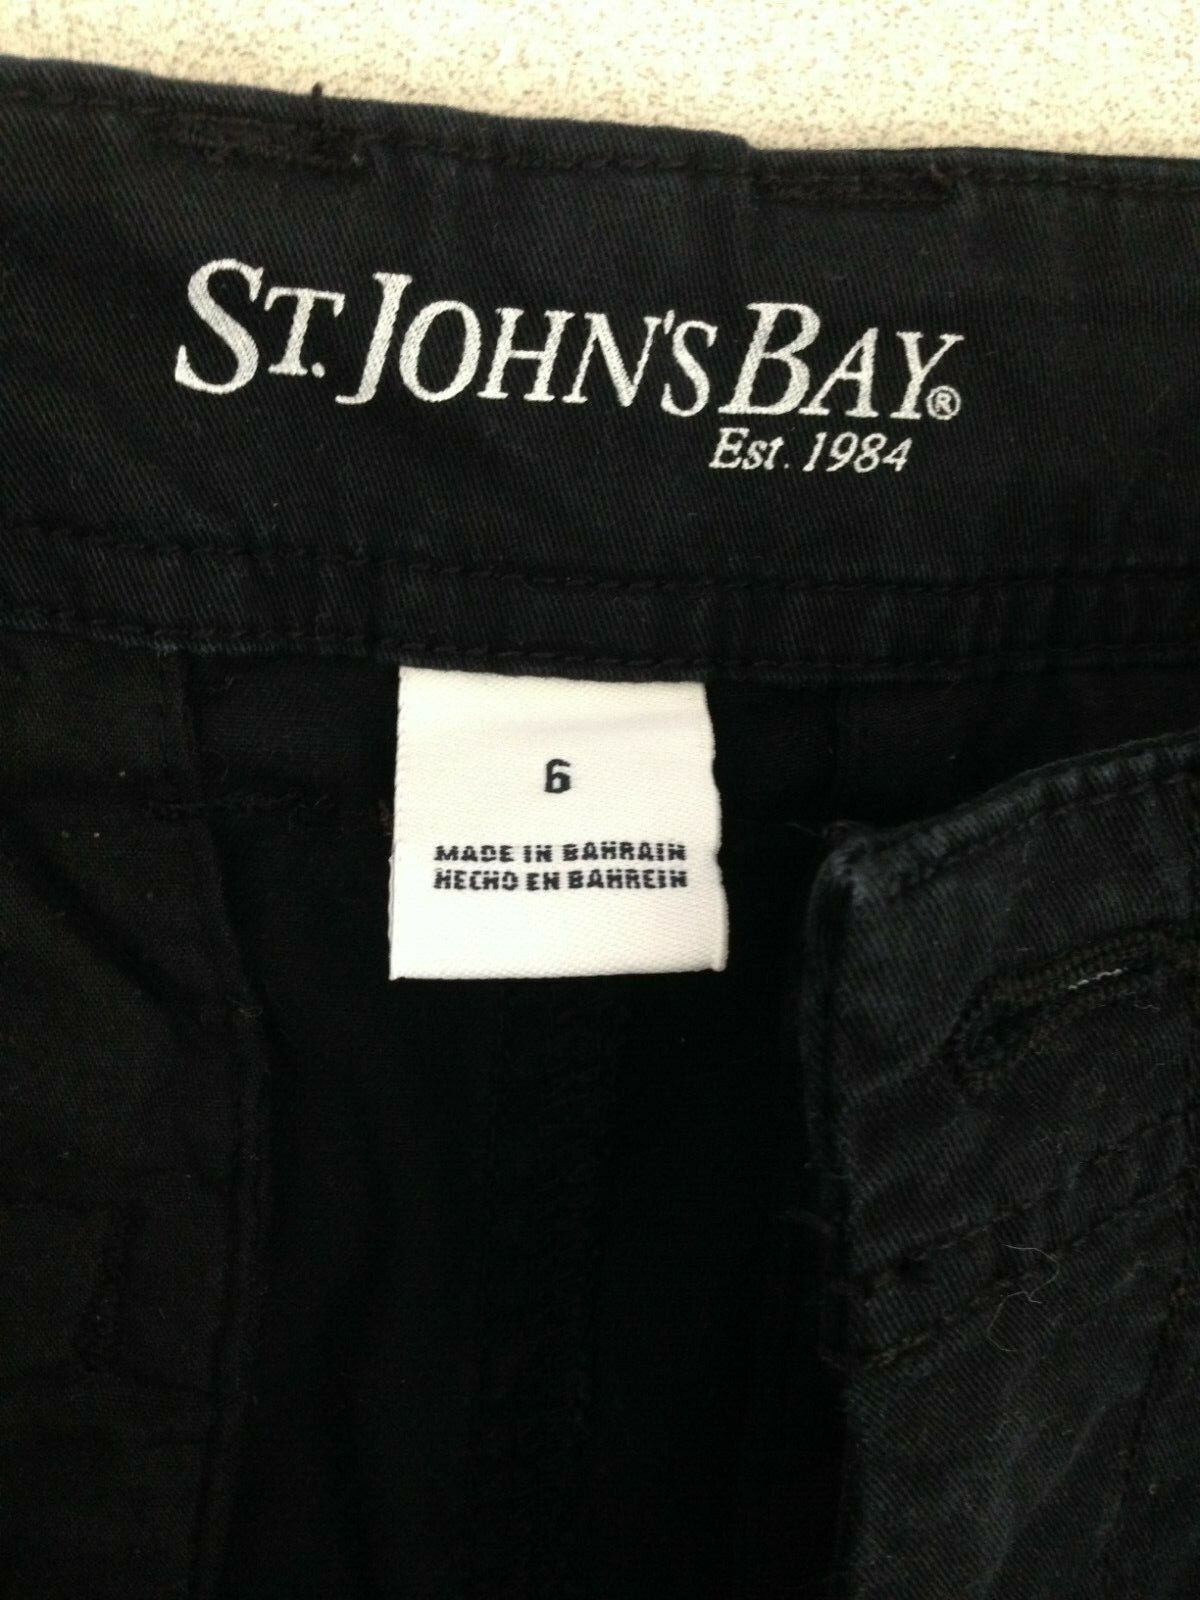 ST. JOHN'S BAY®
Est. 1984
6
MADE IN BAHRAIN
HECHO EN BAHREIN